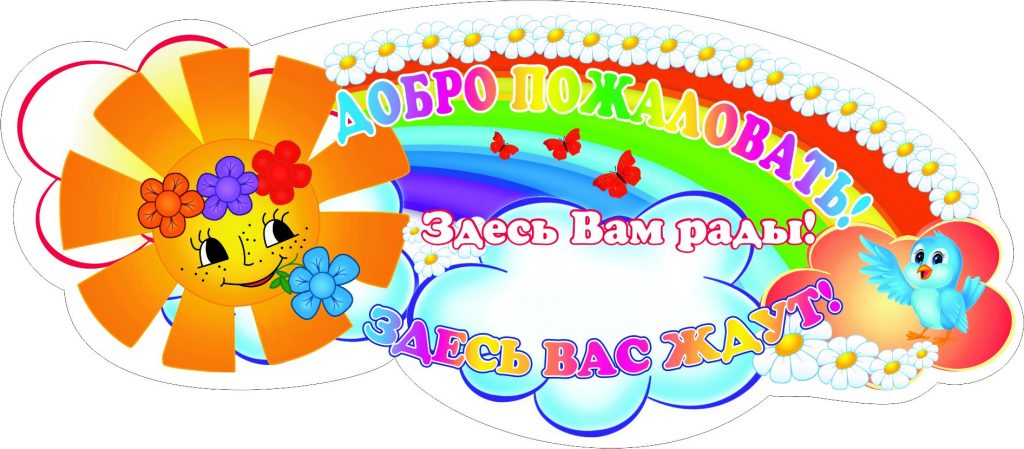 ДОБРО ПОЖАЛОВАТЬ!
Здесь Вам рады!
ЗДЕСЬ ВАС ЖДУТ!